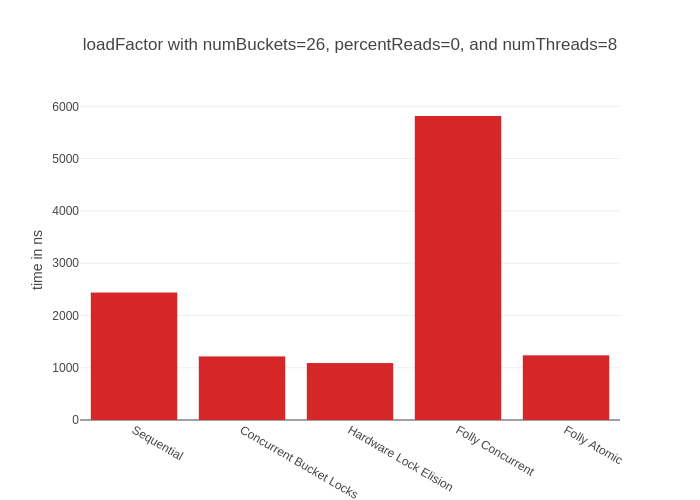 loadFactor with numBuckets=26, percentReads=0, and numThreads=8
time in ns
6000
5000
4000
3000
2000
1000
0
Sequential
Concurrent Bucket Locks
Hardware Lock Elision
Folly Concurrent
Folly Atomic